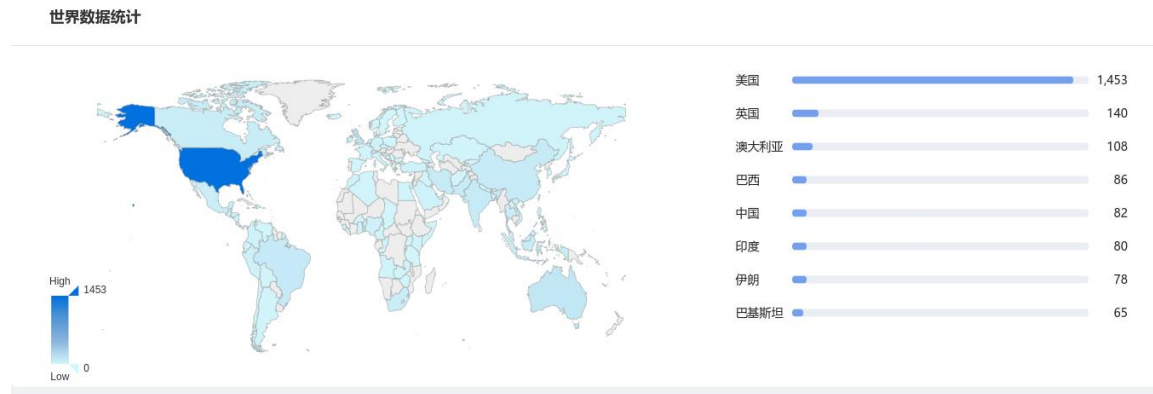 世界数据统计
美国 1,453
英国 140
澳大利亚 108
巴西 86
中国 82
印度 80
伊朗 78
巴基斯坦 65
High
1453
0
Low